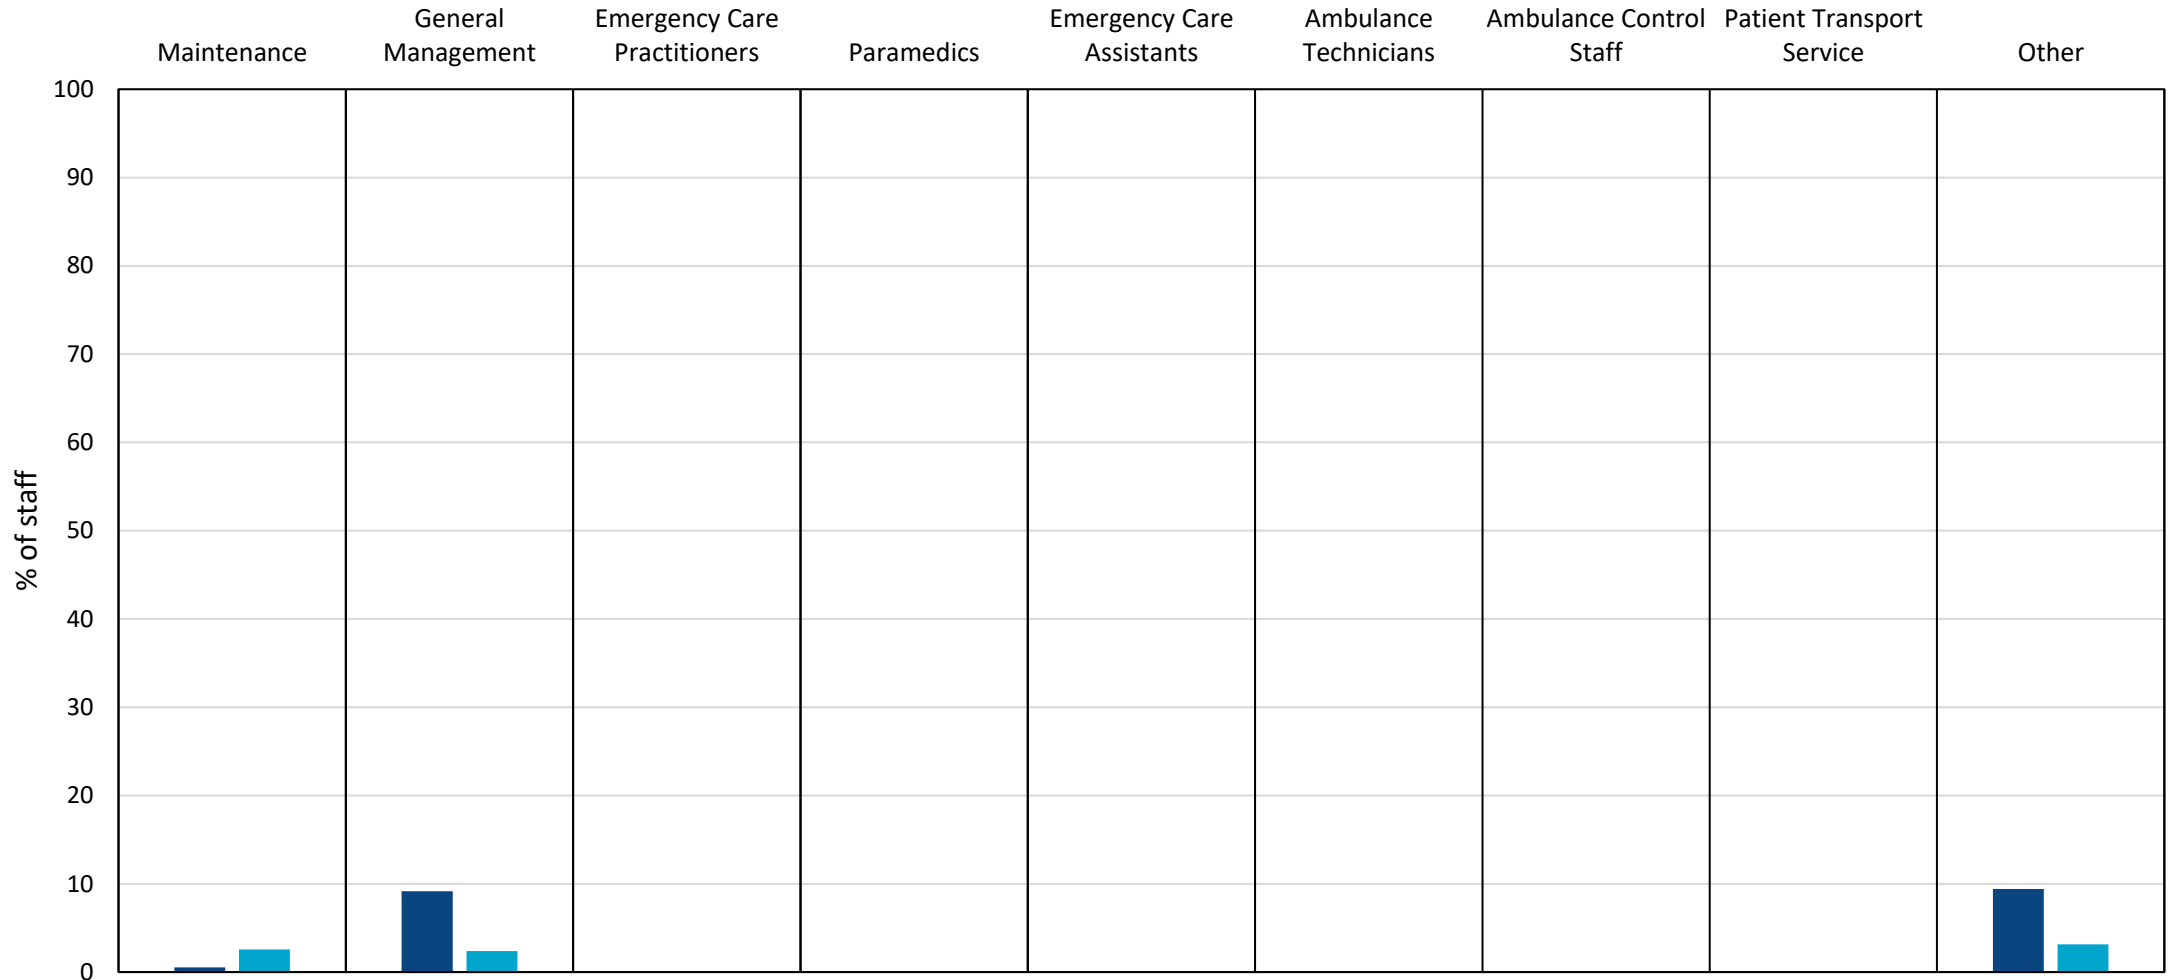 Maintenance
General
Management
Emergency Care
Practitioners
Paramedics
Emergency Care
Assistants
Ambulance
Technicians
Ambulance Control
Staff
Patient Transport
Service
Other
% of staff
100
90
80
70
60
50
40
30
20
10
0